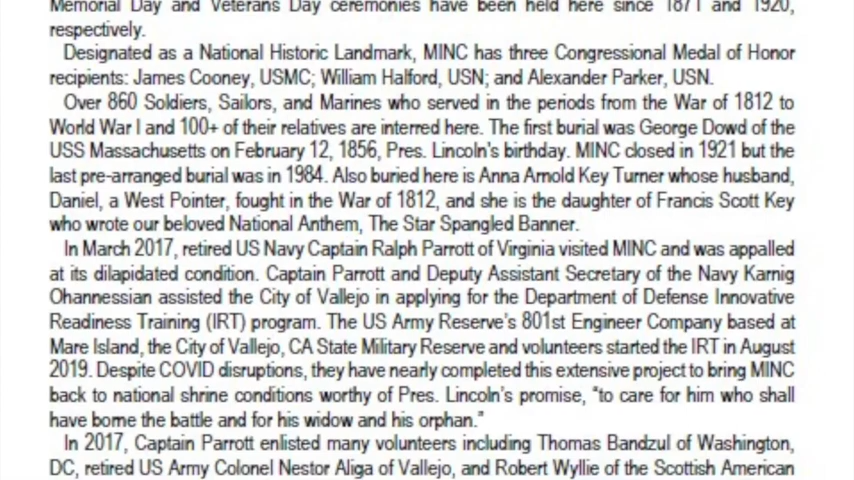 Memorial Day and Veterans Day ceremonies have been held here since 1871 and 1920,
respectively.
Designated as a National Historic Landmark, MINC has three Congressional Medal of Honor
recipients: James Cooney, USMC; William Halford, USN; and Alexander Parker, USN.
Over 860 Soldiers, Sailors, and Marines who served in the periods from the War of 1812 to
World War I and 100+ of their relatives are interred here. The first burial was George Dowd of the
USS Massachusetts on February 12, 1856, Pres. Lincoln's birthday. MINC closed in 1921 but the
last pre-arranged burial was in 1984. Also buried here is Anna Arnold Key Turner whose husband,
Daniel, a West Pointer, fought in the War of 1812, and she is the daughter of Francis Scott Key
who wrote our beloved National Anthem, The Star Spangled Banner.
In March 2017, retired US Navy Captain Ralph Parrott of Virginia visited MINC and was appalled
at its dilapidated condition. Captain Parrott and Deputy Assistant Secretary of the Navy Karnig
Ohannessian assisted the City of Vallejo in applying for the Department of Defense Innovative
Readiness Training (IRT) program. The US Army Reserve's 801st Engineer Company based at
Mare Island, the City of Vallejo, CA State Military Reserve and volunteers started the IRT in August
2019. Despite COVID disruptions, they have nearly completed this extensive project to bring MINC
back to national shrine conditions worthy of Pres. Lincoln's promise, “to care for him who shall
have borne the battle and for his widow and his orphan.”
In 2017, Captain Parrott enlisted many volunteers including Thomas Bandzul of Washington,
DC, retired US Army Colonel Nestor Aliga of Vallejo, and Robert Wyllie of the Scottish American